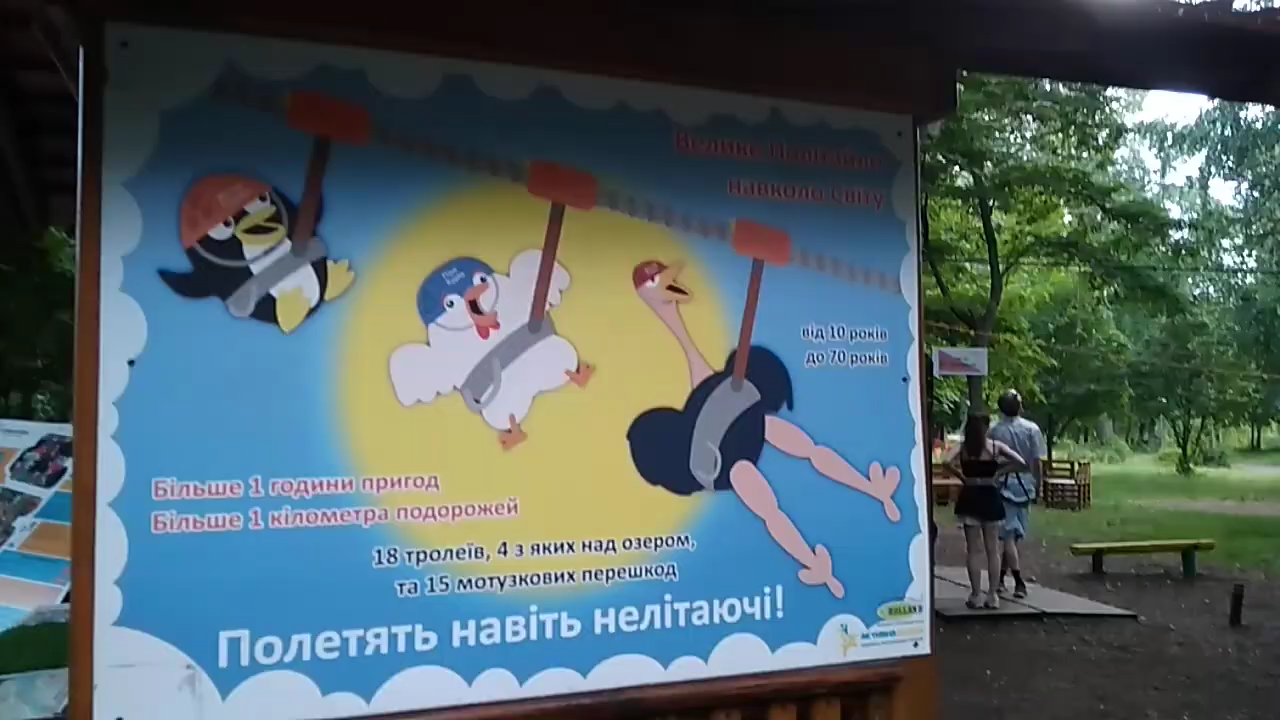 Велике
навколо світу
від 10 років
до 70 років
Більше 1 години пригод
Більше 1 кілометра подорожей
18 тролеїв, 4 з яких над озером,
та 15 мотузкових перешкод
Полетять навіть нелітаючі!